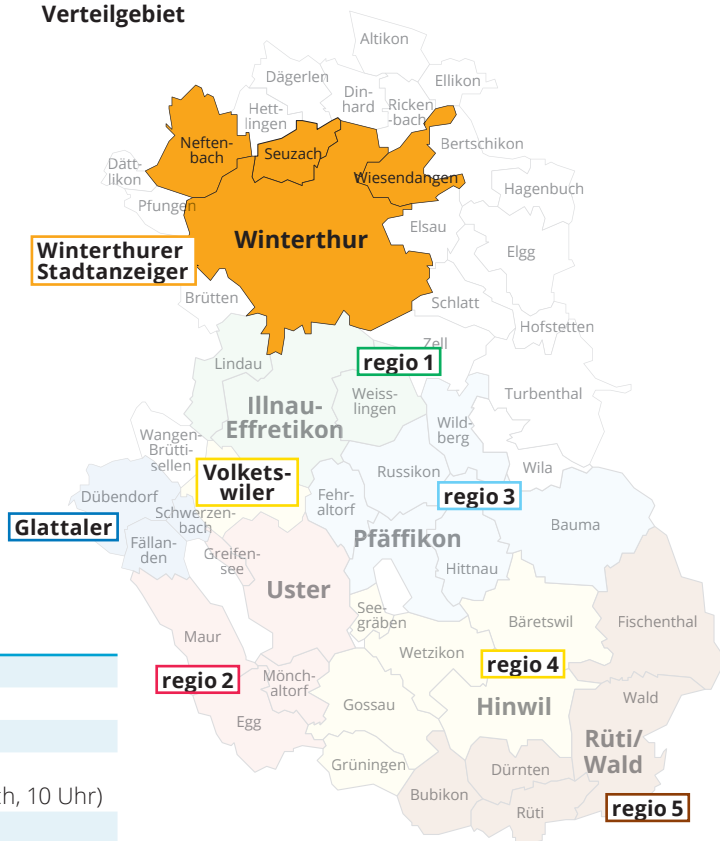 Verteilgebiet
Altikon
Dägerlen
Ellikon
Din-
hard
Ricken
-bach
Hett-
lingen
Bertschikon
Neften-
bach
Seuzach
Dätt-
likon
Wiesendangen
Hagenbuch
Pfungen
Elsau
Winterthur
Elgg
Winterthurer
Stadtanzeiger
Brütten
Schlatt
Hofstetten
Zell
regio 1
Lindau
Weiss-
lingen
Turbenthal
Illnau-
Effretikon
Wild-
berg
Wangen-
Brütti-
sellen
Volkets-
wiler
Russikon
Wila
Dübendorf
Fehr-
altorf
regio 3
Schwerzen-
bach
Glattaler
Bauma
Fällan-
den
Pfäffikon
Greifen-
see
Hittnau
Uster
See-
gräben
Bäretswil
Fischenthal
Maur
Wetzikon
regio 4
regio 2
Mönch-
altorf
Gossau
Hinwil
Wald
Egg
Rüti/
Wald
Grüningen
Dürnten
Bubikon
h, 10 Uhr)
Rüti
regio 5